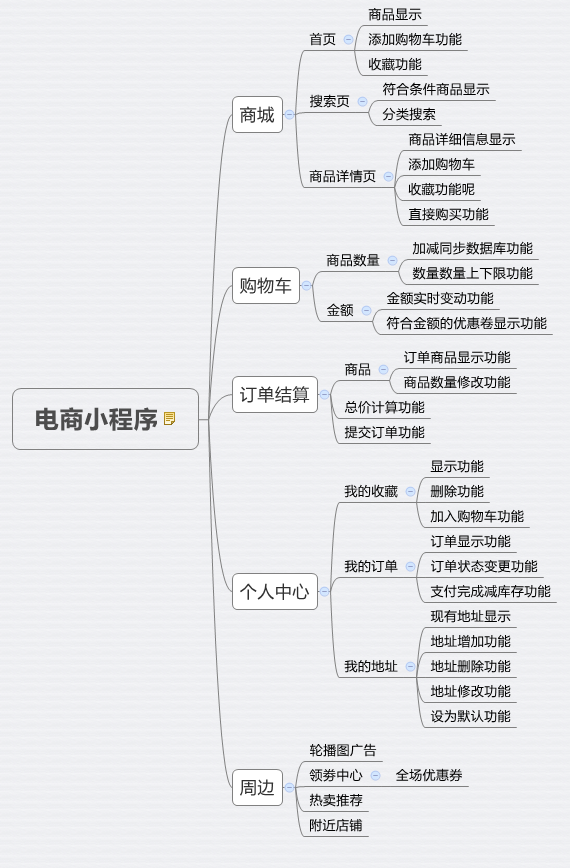 电商小程序
商城
首页
商品显示
添加购物车功能
收藏功能
搜索页
符合条件商品显示
分类搜索
商品详情页
商品详细信息显示
添加购物车
收藏功能呢
直接购买功能
购物车
商品数量
加减同步数据库功能
数量数量上下限功能
金额
金额实时变动功能
符合金额的优惠卷显示功能
订单结算
商品
订单商品显示功能
商品数量修改功能
总价计算功能
提交订单功能
个人中心
我的收藏
显示功能
删除功能
加入购物车功能
我的订单
订单显示功能
订单状态变更功能
支付完成减库存功能
我的地址
现有地址显示
地址增加功能
地址删除功能
地址修改功能
设为默认功能
周边
轮播图广告
领劵中心
全场优惠券
热卖推荐
附近店铺